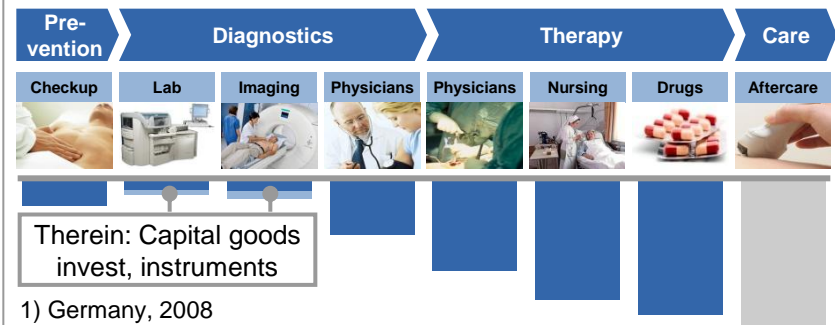 Pre-
vention
Diagnostics
Therapy
Care
Checkup
Lab
Imaging
Physicians
Physicians
Nursing
Drugs
Aftercare
Therein: Capital goods
invest, instruments
1) Germany, 2008